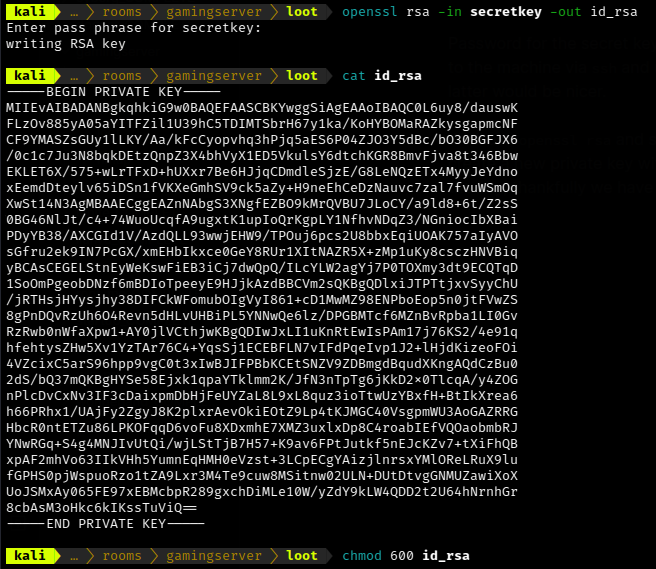 kali … rooms gamingserver loot openssl rsa -in secretkey -out id_rsa
Enter pass phrase for secretkey:
writing RSA key
kali … rooms gamingserver loot cat id_rsa
-----BEGIN PRIVATE KEY-----
MIIEvAIBADANBgkqhkiG9w0BAQEFAASCBKYwggSiAgEAAoIBAQC0L6uy8/dauswK
FLzOv885yA05aYITFZil1U39hC5TDIMTSbrH67y1ka/KoHYBOMaRAZkysgapmcNF
CF9YMASZsGUy1lLKY/Aa/kFcCyopvhq3hPjq5aES6P04ZJO3Y5dBc/bO30BGFJX6
/0c1c7Ju3N8bqkDEtzQnpZ3X4bhVyX1ED5VkulsY6dtchKGR8BmvFjva8t346Bbw
EKLET6X/575+wLrTFxD+hUXxr7Be6HJjqCDmdleSjzE/G8LeNQzETx4MyyJeYdno
xEemdDteylv65iDSn1fVKXeGmhSV9ck5aZy+H9neEhCeDzNauvc7zal7fvuWSmOq
XwSt14N3AgMBAAECggEAZnNAbgS3XNgfEZBO9kMrQVBU7JLoCY/a9ld8+6t/Z2sS
0BG46NlJt/c4+74WuoUcqfA9ugxtK1upIoQrKgpLY1NfhvNDqZ3/NGniocIbXBai
PDyYB38/AXCGId1V/AzdQLL93wwjEHW9/TPOuj6pcs2U8bbxEqiUOAK757aIyAVO
sGfru2ek9IN7PcGX/xmEHbIkxce0GeY8RUr1XItNAZR5X+zMp1uKy8csczHNVBiq
yBCAsCEGELStnEyWeKswFiEB3iCj7dwQpQ/ILcYLW2agYj7P0TOXmy3dt9ECQTqD
1SoOmPgeobDNzf6mBDIoTpeeyE9HJjkAzdBBCVm2sQKBgQDlxiJTPTtjxvSyyChU
/jRTHsjHYysjhy38DIFCkWFomubOIgVyI861+cD1MwMZ98ENPboEop5n0jtFVwZS
8gPnDQvRzUh6O4Revn5dHLvUHBiPL5YNNwQe6lz/DPGBMTcf6MZnBvRpba1LI0Gv
RzRwb0nWfaXpw1+AY0jlVCthjwKBgQDIwJxLI1uKnRtEwIsPAm17j76KS2/4e91q
hfehtysZHw5Xv1YzTAr76C4+YqsSj1ECEBFLN7vIFdPqeIvp1J2+lHjdKizeoFOi
4VZcixC5arS96hpp9vgC0t3xIwBJIFPBbKCEtSNZV9ZDBmgdBqudXKngAQdCzBu0
2dS/bQ37mQKBgHYSe58Ejxk1qpaYTklmm2K/JfN3nTpTg6jKkD2×0TlcqA/y4ZOG
nPlcDvCxNv3IF3cDaixpmDbHjFeUYZaL8L9xL8quz3ioTtwUzYBxfH+BtIkXrea6
h66PRhx1/UAjFy2ZgyJ8K2plxrAevOkiEOtZ9Lp4tKJMGC40VsgpmWU3AoGAZRRG
HbcR0ntETZu86LPKOFqqD6voFu8XDxmhE7XMZ3uxlxDp8C4roabIEfVQOaobmbRJ
YNwRGq+S4g4MNJIvUtQi/wjLStTjB7H57+K9av6FPtJutkf5nEJcKZv7+tXiFhQB
xpAF2mhVo63IIkVHh5YumnEqHMH0eVzst+3LCpECgYAizjlnrsxYMlOReLRuX9lu
fGPHS0pjWspuoRzo1tZA9Lxr3M4Te9cuw8MSitnw02ULN+DUtDtvgGNMUZawiXoX
UoJSMxAy065FE97xEBMcbpR289gxchDiMLe10W/yZdY9kLW4QDD2t2U64hNrnhGr
8cbAsM3oHkc6kIKssTuViQ==
-----END PRIVATE KEY-----
kali … rooms gamingserver loot chmod 600 id_rsa